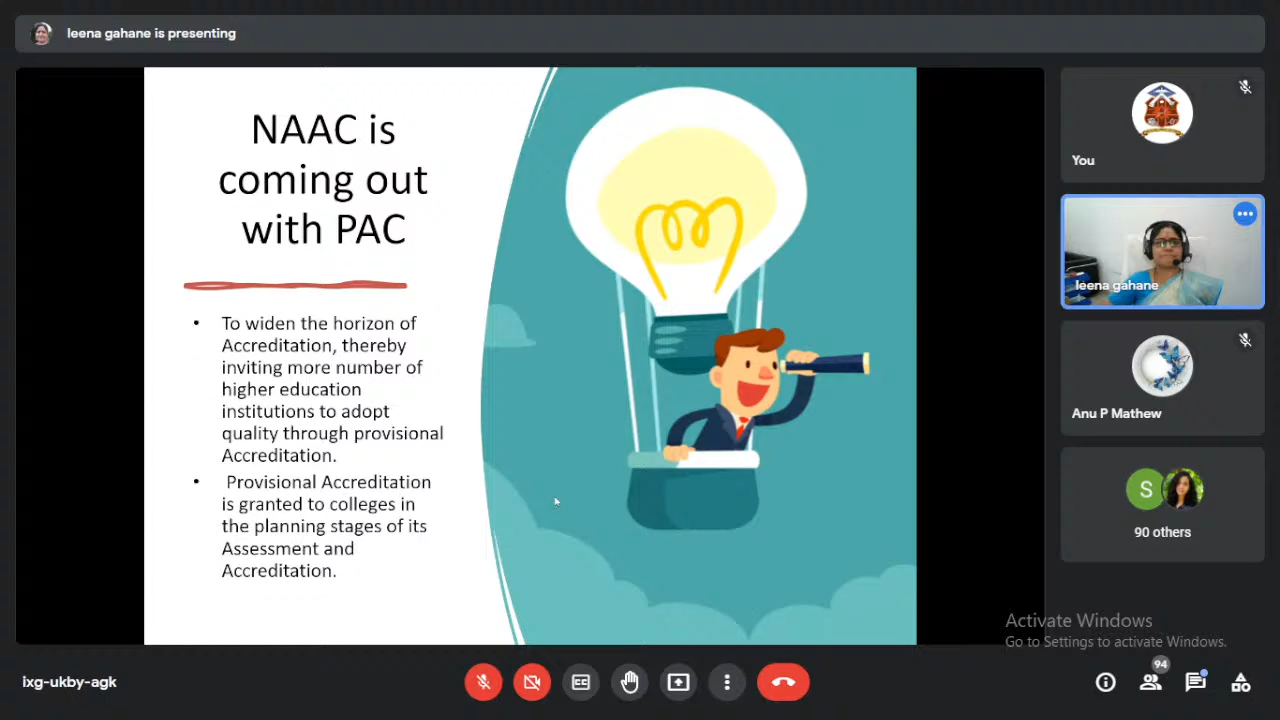 leena gahane is presenting
NAAC is
coming out
with PAC
• To widen the horizon of
Accreditation, thereby
inviting more number of
higher education
institutions to adopt
quality through provisional
Accreditation.
• Provisional Accreditation
is granted to colleges in
the planning stages of its
Assessment and
Accreditation.
You
leena gahane
Anu P Mathew
S
90 others
Activate Windows
Go to Settings to activate Windows.
ixg-ukby-agk
CC
94